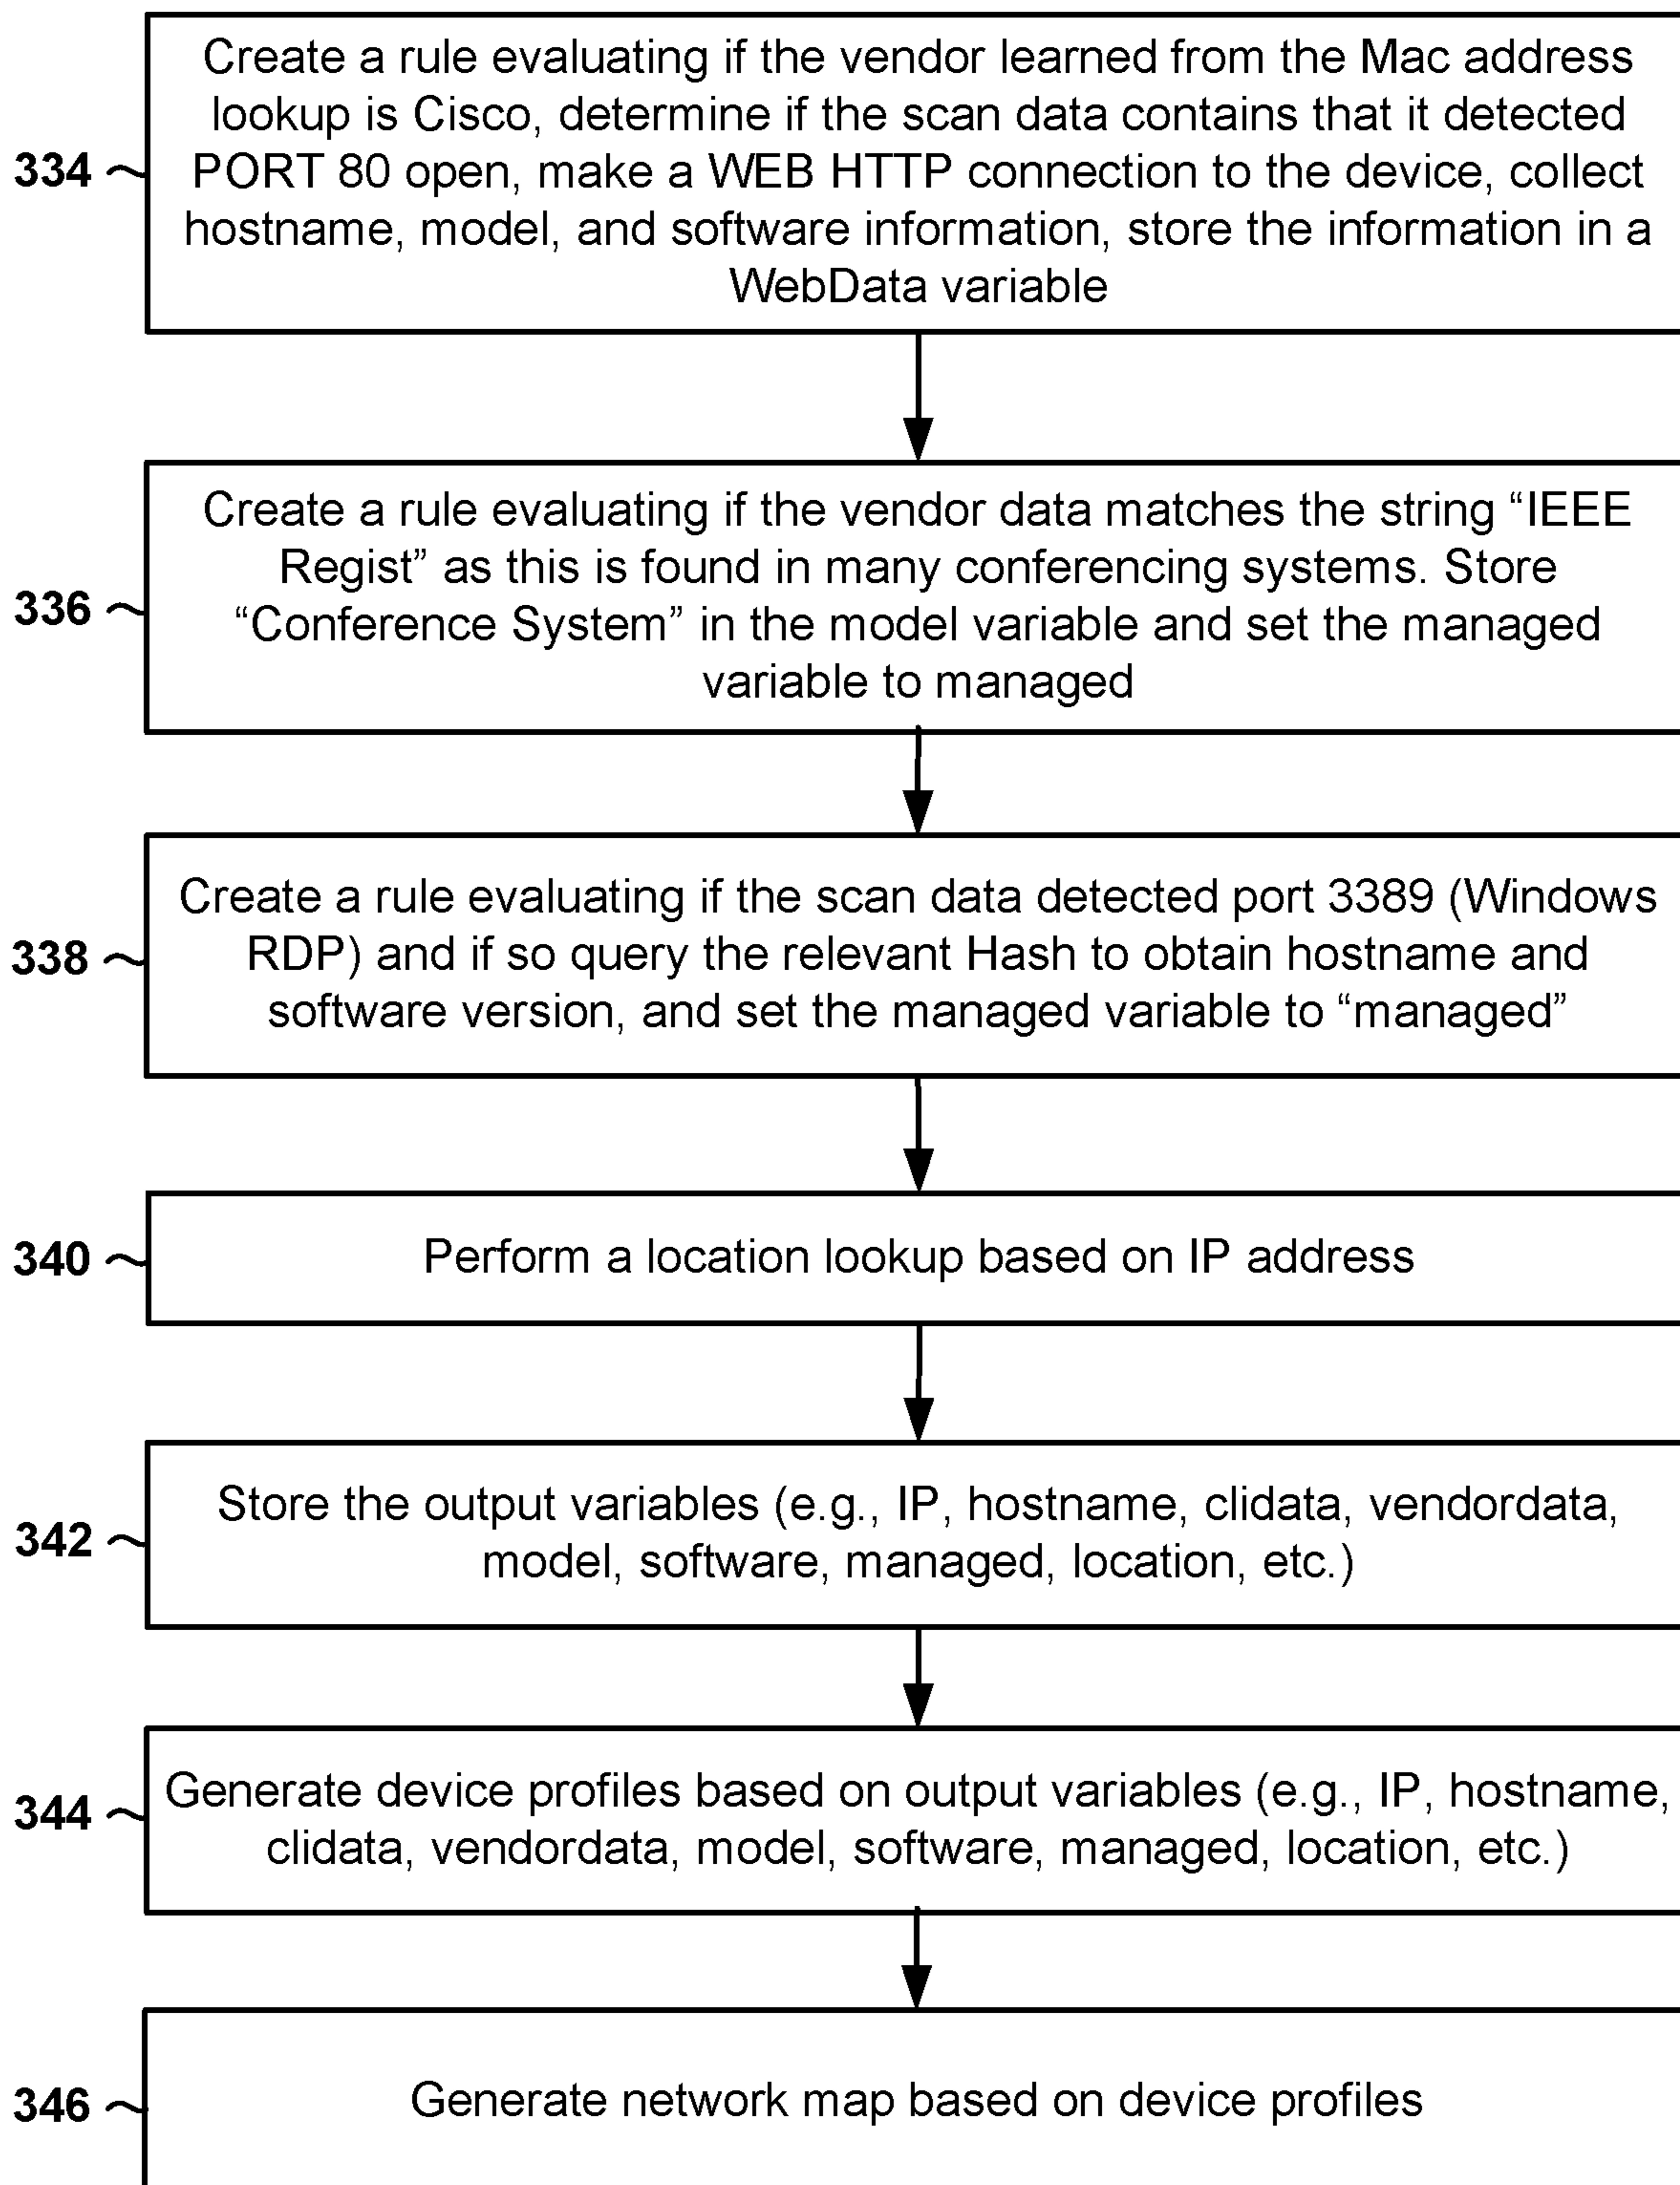 334
Create a rule evaluating if the vendor learned from the Mac address
lookup is Cisco, determine if the scan data contains that it detected
PORT 80 open, make a WEB HTTP connection to the device, collect
hostname, model, and software information, store the information in a
WebData variable
336
Create a rule evaluating if the vendor data matches the string “IEEE
Regist” as this is found in many conferencing systems. Store
“Conference System” in the model variable and set the managed
variable to managed
338
Create a rule evaluating if the scan data detected port 3389 (Windows
RDP) and if so query the relevant Hash to obtain hostname and
software version, and set the managed variable to “managed”
340
Perform a location lookup based on IP address
342
Store the output variables (e.g., IP, hostname, clidata, vendordata,
model, software, managed, location, etc.)
344
Generate device profiles based on output variables (e.g., IP, hostname,
clidata, vendordata, model, software, managed, location, etc.)
346
Generate network map based on device profiles